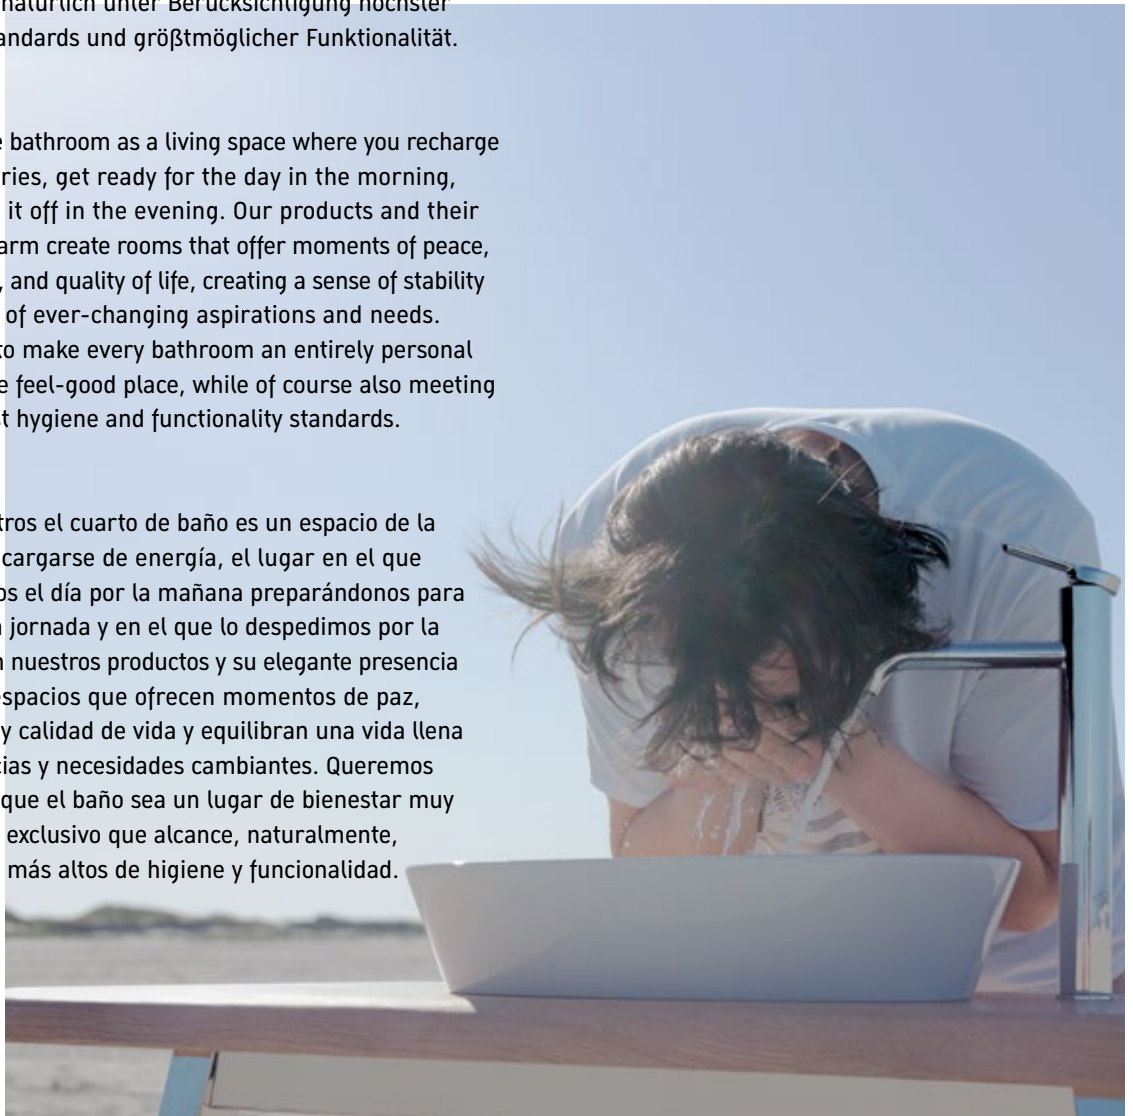 natürlich unter Berücksichtigung höchster
andards und größtmöglicher Funktionalität.
bathroom as a living space where you recharge
ries, get ready for the day in the morning,
it off in the evening. Our products and their
arm create rooms that offer moments of peace,
, and quality of life, creating a sense of stability
of ever-changing aspirations and needs.
to make every bathroom an entirely personal
e feel-good place, while of course also meeting
t hygiene and functionality standards.
tros el cuarto de baño es un espacio de la
cargarse de energía, el lugar en el que
os el día por la mañana preparándonos para
jornada y en el que lo despedimos por la
n nuestros productos y su elegante presencia
espacios que ofrecen momentos de paz,
y calidad de vida y equilibran una vida llena
cias y necesidades cambiantes. Queremos
que el baño sea un lugar de bienestar muy
exclusivo que alcance, naturalmente,
más altos de higiene y funcionalidad.